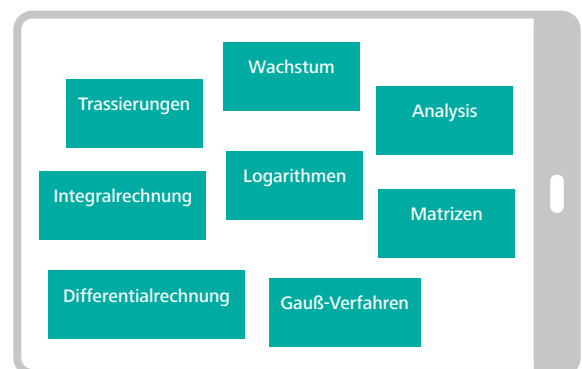 Wachstum
Trassierungen
Analysis
Logarithmen
Integralrechnung
Matrizen
Differentialrechnung
Gauß-Verfahren